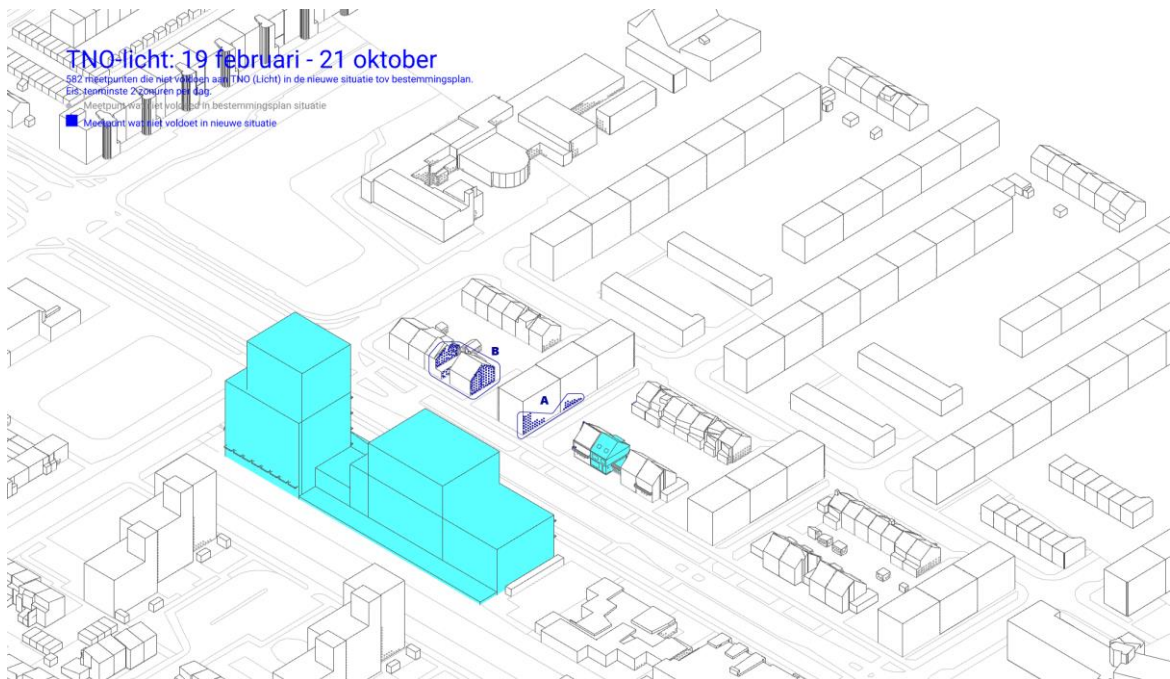 TNO-licht: 19 februari - 21 oktober
582 meetpunten die niet voldoen aan TNO (Licht) in de nieuwe situatie tov bestemmingsplan.
Eis: tenminste 2 zonuren per dag.
Meetpunt wat niet voldoed in bestemmingsplan situatie
Meetpunt wat niet voldoet in nieuwe situatie
B
A